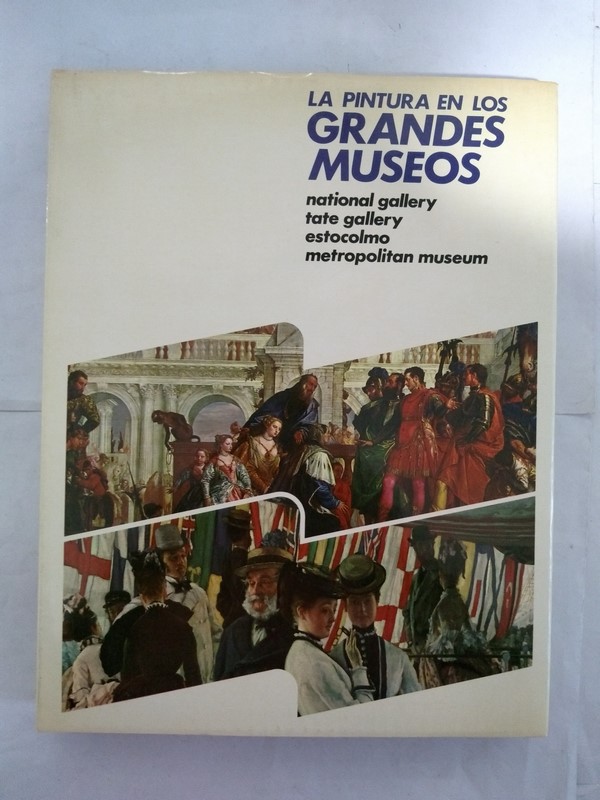 LA PINTURA EN LOS
GRANDES
MUSEOS
national gallery
tate gallery
estocolmo
metropolitan museum